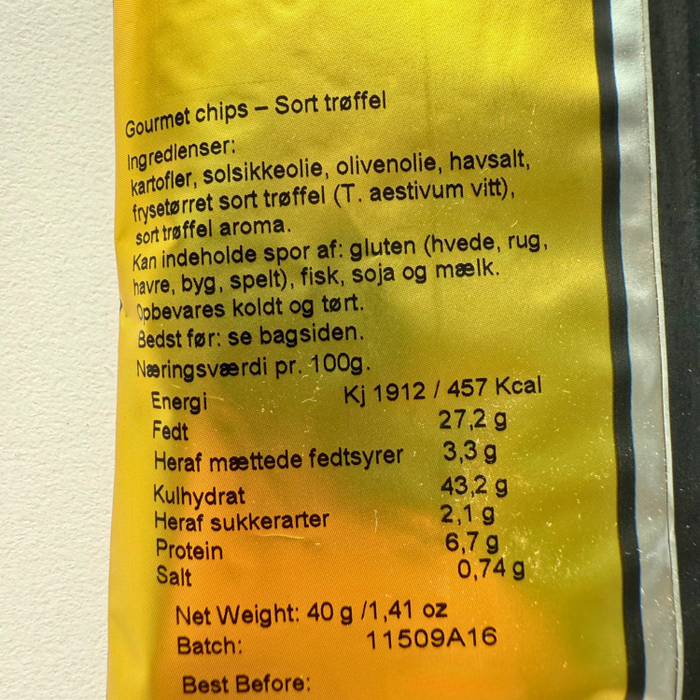 Gourmet chips – Sort trøffel
Ingredienser:
kartofler, solsikkeolie, olivenolie, havsalt,
frysetørret sort trøffel (T. aestivum vitt),
sort trøffel aroma.
Kan indeholde spor af: gluten (hvede, rug,
havre, byg, spelt), fisk, soja og mælk.
Opbevares koldt og tørt.
Bedst før: se bagsiden.
Næringsværdi pr. 100g.
Energi Kj 1912 / 457 Kcal
Fedt 27,2 g
Heraf mættede fedtsyrer 3,3 g
Kulhydrat 43,2 g
Heraf sukkerarter 2,1 g
Protein 6,7 g
Salt 0,74 g
Net Weight: 40 g /1,41 oz
Batch: 11509A16
Best Before: